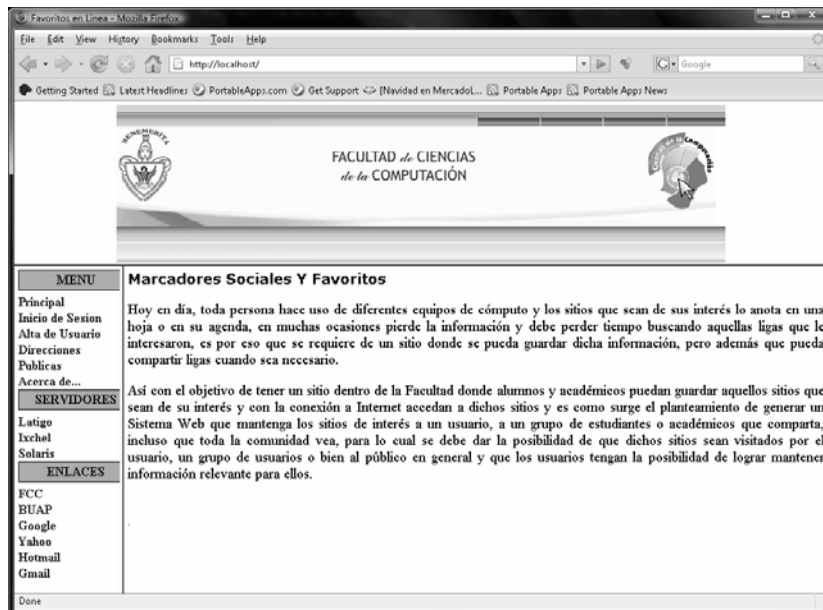 Favoritos en Linea - Mozilla Firefox
File Edit View History Bookmarks Tools Help
http://localhost/
Google
Getting Started Latest Headlines PortableApps.com Get Support [Navidad en MercadoL... Portable Apps Portable Apps News
BENEMERITA
FACULTAD de CIENCIAS
de la COMPUTACIÓN
Ciencias de la Computación
MENU
Principal
Inicio de Sesion
Alta de Usuario
Direcciones
Publicas
Acerca de...
SERVIDORES
Latigo
Ixchel
Solaris
ENLACES
FCC
BUAP
Google
Yahoo
Hotmail
Gmail
Marcadores Sociales Y Favoritos
Hoy en día, toda persona hace uso de diferentes equipos de cómputo y los sitios que sean de sus interés lo anota en una
hoja o en su agenda, en muchas ocasiones pierde la información y debe perder tiempo buscando aquellas ligas que le
interesaron, es por eso que se requiere de un sitio donde se pueda guardar dicha información, pero además que pueda
compartir ligas cuando sea necesario.
Así con el objetivo de tener un sitio dentro de la Facultad donde alumnos y académicos puedan guardar aquellos sitios que
sean de su interés y con la conexión a Internet accedan a dichos sitios y es como surge el planteamiento de generar un
Sistema Web que mantenga los sitios de interés a un usuario, a un grupo de estudiantes o académicos que comparta,
incluso que toda la comunidad vea, para lo cual se debe dar la posibilidad de que dichos sitios sean visitados por el
usuario, un grupo de usuarios o bien al público en general y que los usuarios tengan la posibilidad de lograr mantener
información relevante para ellos.
Done